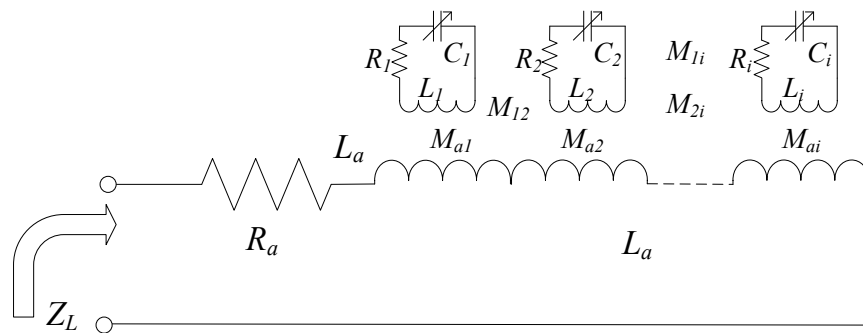 R1 C1 L1
R2 C2 L2
M1i
Ri Ci Li
M12
M2i
Ma1 Ma2 Mai
La
Ra
La
ZL